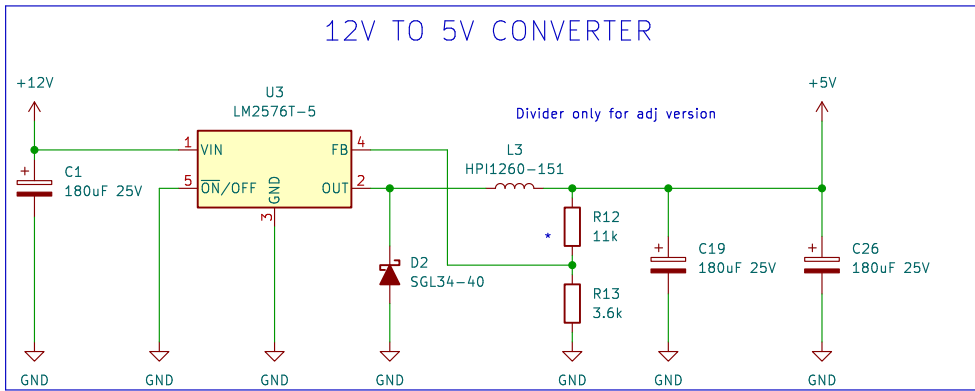 12V TO 5V CONVERTER
+12V
U3
LM2576T-5
Divider only for adj version
+5V
1
VIN
FB
4
L3
HPI1260-151
+
C1
180uF 25V
5
ON/OFF
GND
OUT
2
3
R12
11k
*
+
C19
180uF 25V
+
C26
180uF 25V
D2
SGL34-40
R13
3.6k
GND
GND
GND
GND
GND
GND
GND